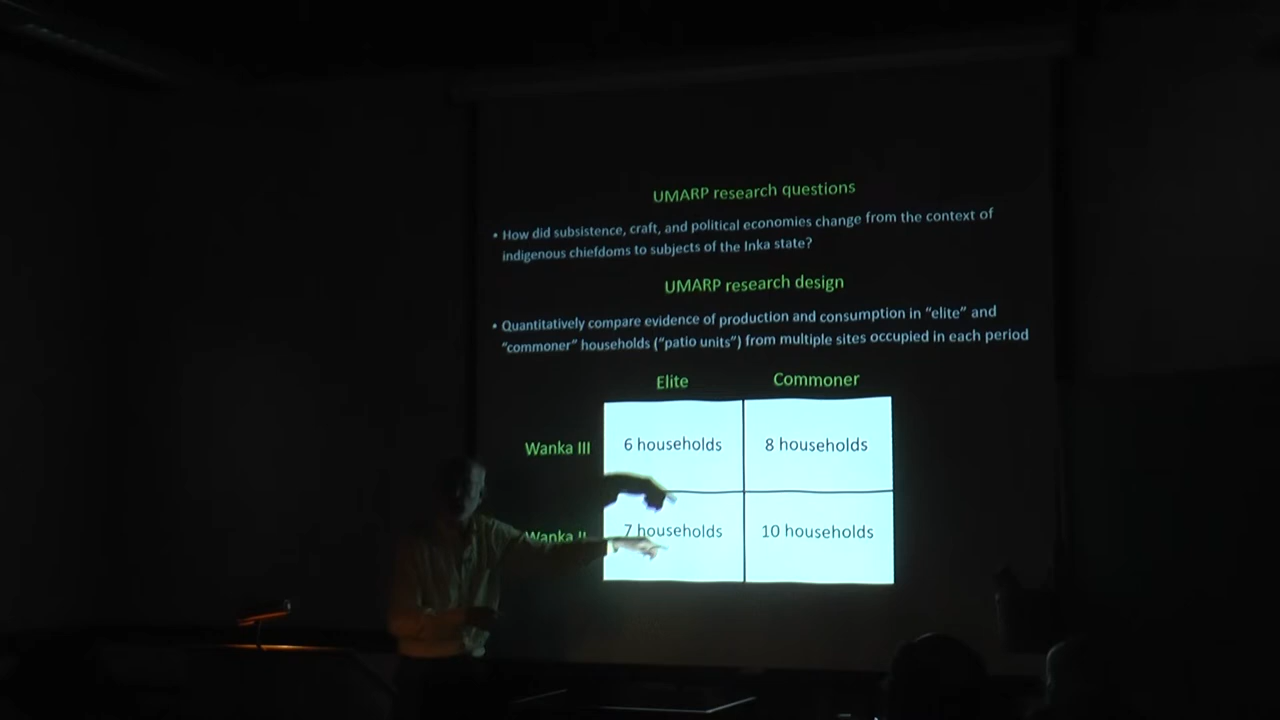 UMARP research questions
• How did subsistence, craft, and political economies change from the context of
indigenous chiefdoms to subjects of the Inka state?
UMARP research design
• Quantitatively compare evidence of production and consumption in “elite” and
“commoner” households (“patio units”) from multiple sites occupied in each period
Elite Commoner
Wanka III 6 households 8 households
Wanka II 7 households 10 households